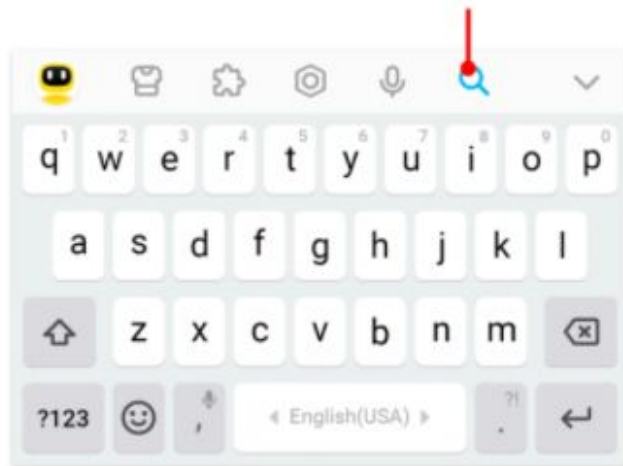 q 1 w 2 e 3 r 4 t 5 y 6 u 7 i 8 o 9 p 0
a s d f g h j k l
z x c v b n m
?123 , English(USA) . ?!